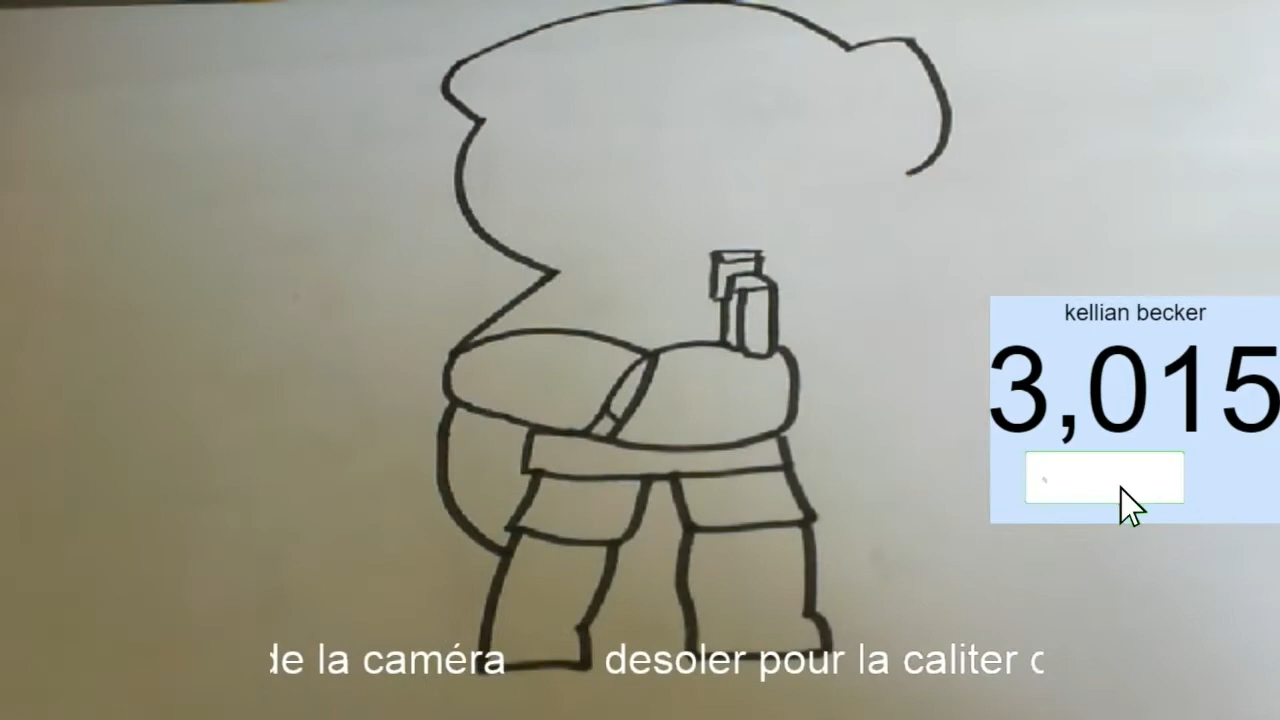 kellian becker
3,015
de la caméra desoler pour la caliter